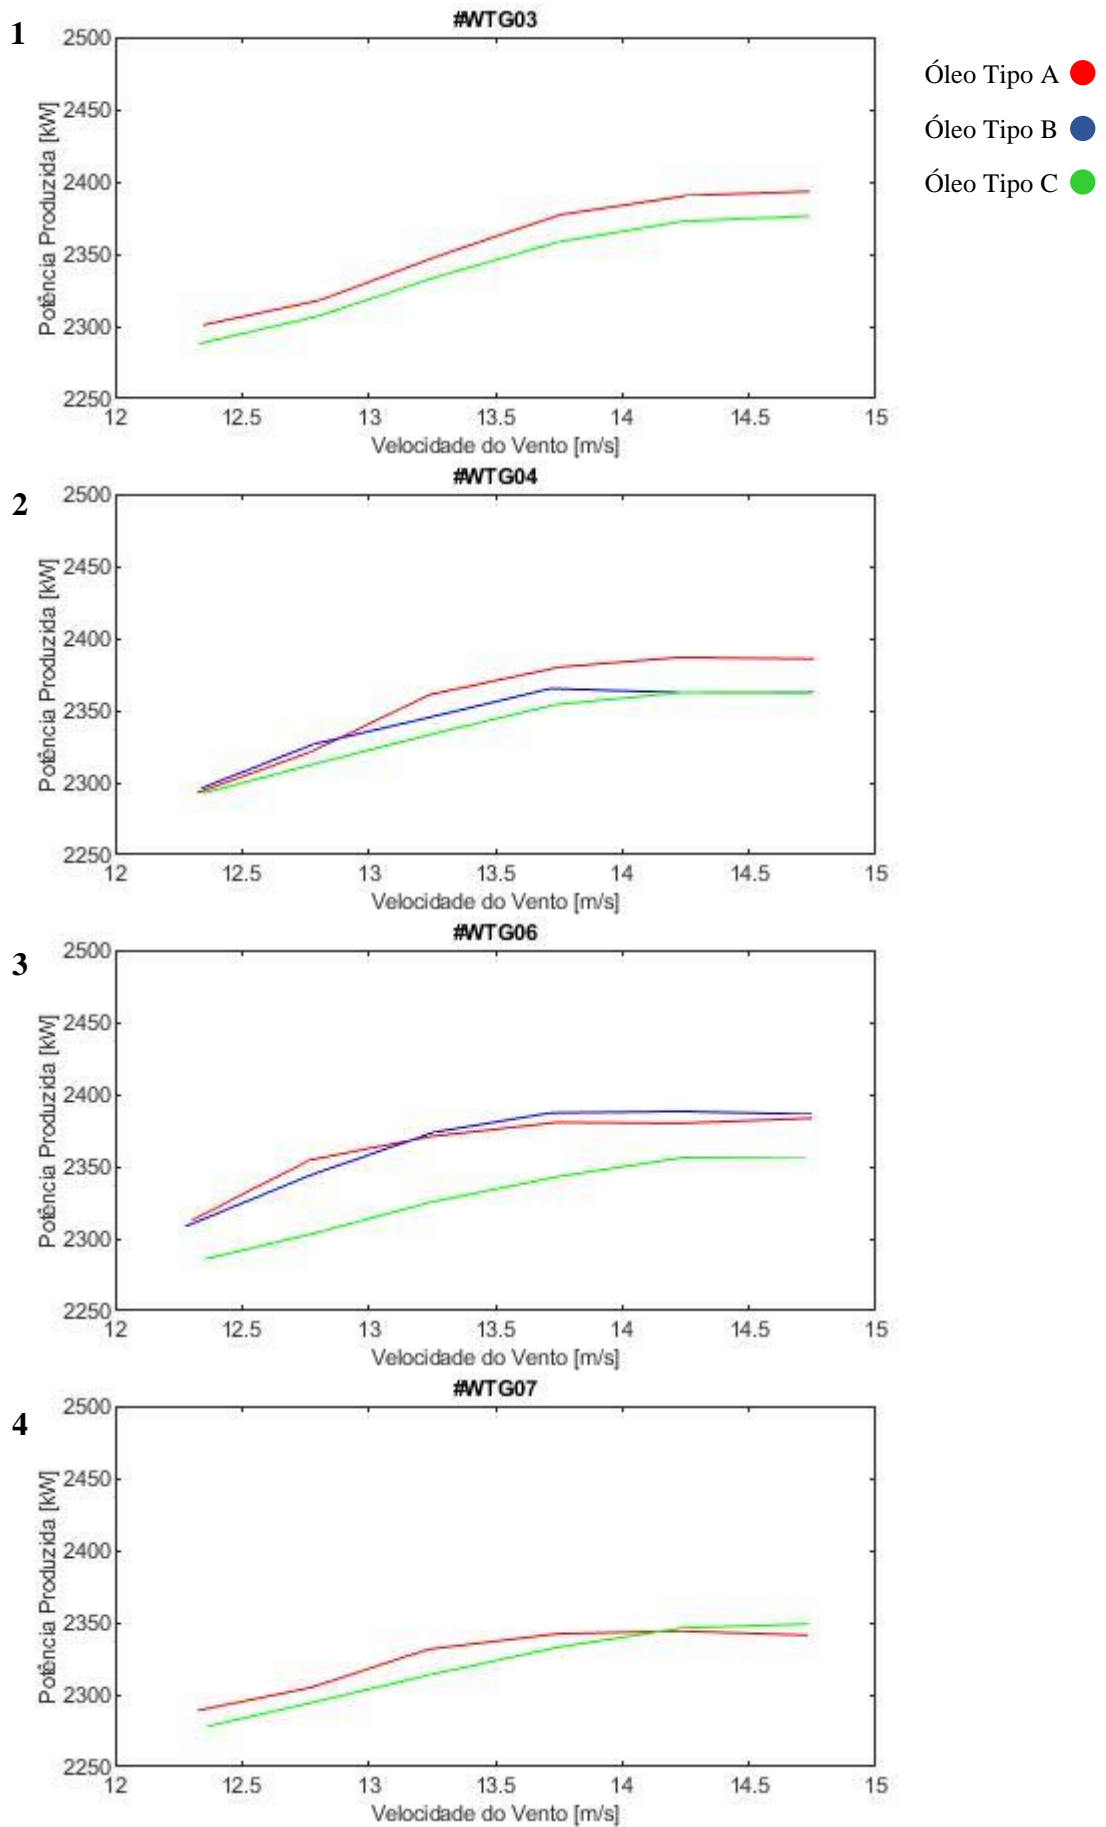 1
#WTG03
Óleo Tipo A
Óleo Tipo B
Óleo Tipo C
Potência Produzida [kW]
2500
2450
2400
2350
2300
2250
12 12.5 13 13.5 14 14.5 15
Velocidade do Vento [m/s]
2
#WTG04
Potência Produzida [kW]
2500
2450
2400
2350
2300
2250
12 12.5 13 13.5 14 14.5 15
Velocidade do Vento [m/s]
3
#WTG06
Potência Produzida [kW]
2500
2450
2400
2350
2300
2250
12 12.5 13 13.5 14 14.5 15
Velocidade do Vento [m/s]
4
#WTG07
Potência Produzida [kW]
2500
2450
2400
2350
2300
2250
12 12.5 13 13.5 14 14.5 15
Velocidade do Vento [m/s]